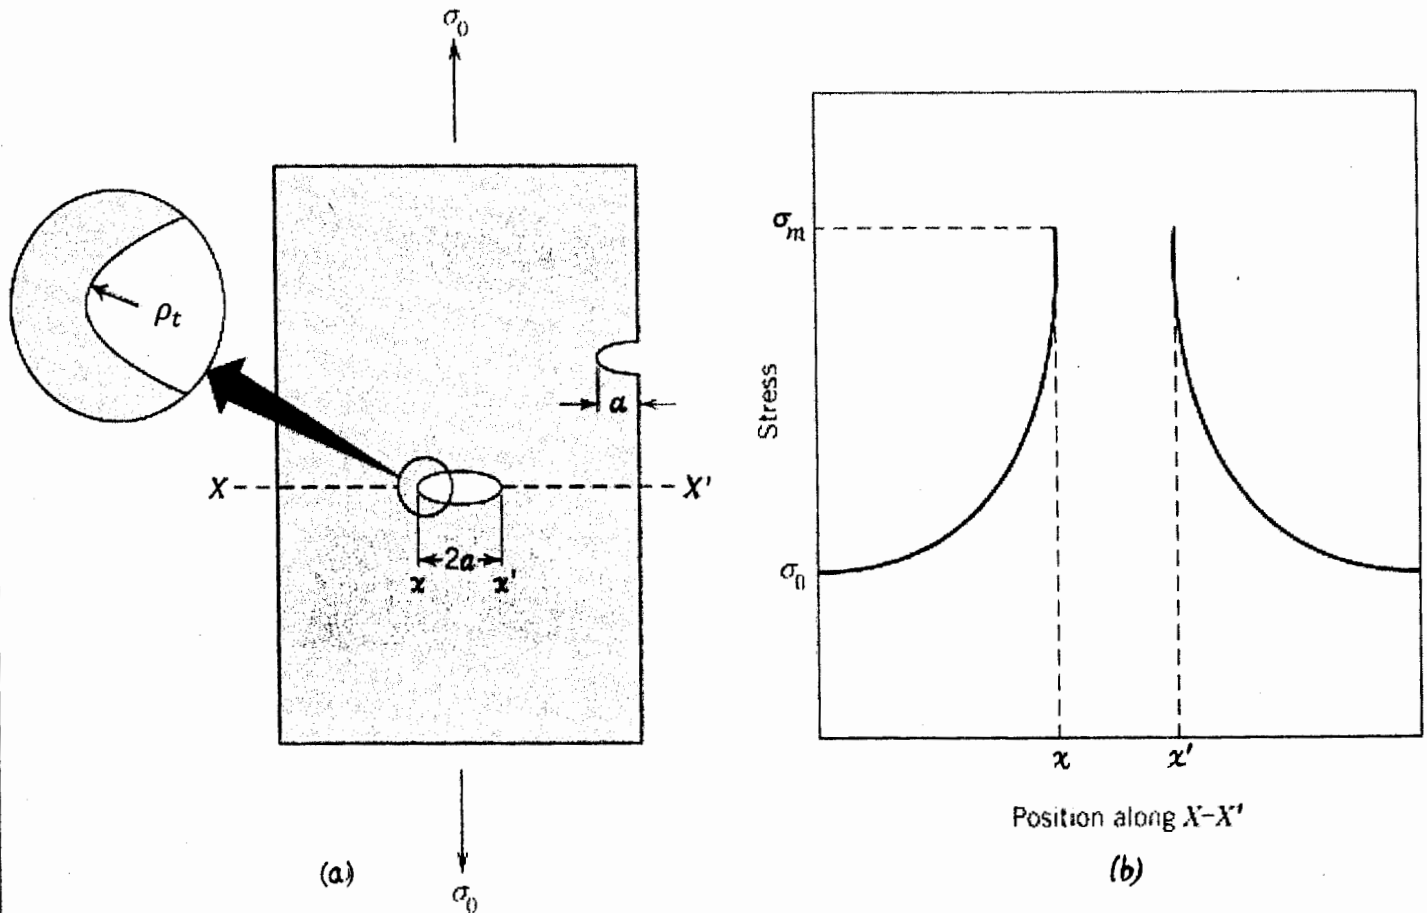 σ₀
ρₜ
a
X
X'
2a
x
x'
(a)
σ₀
σₘ
Stress
σ₀
x
x'
Position along X–X'
(b)